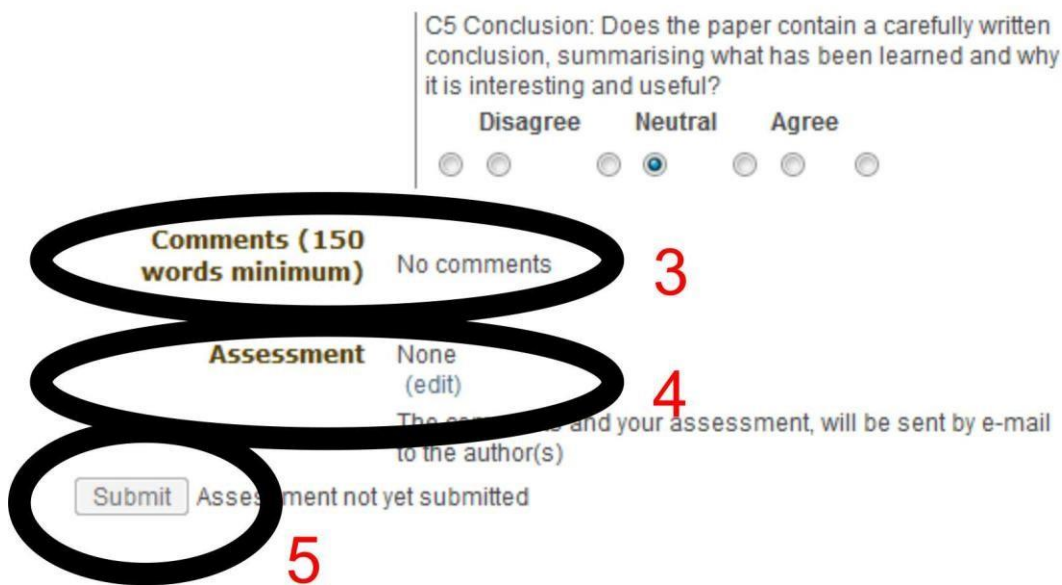 C5 Conclusion: Does the paper contain a carefully written
conclusion, summarising what has been learned and why
it is interesting and useful?
Disagree Neutral Agree
Comments (150
words minimum)
No comments
3
Assessment
None
(edit)
4
The and your assessment, will be sent by e-mail
to the author(s)
Submit
Assessment not yet submitted
5